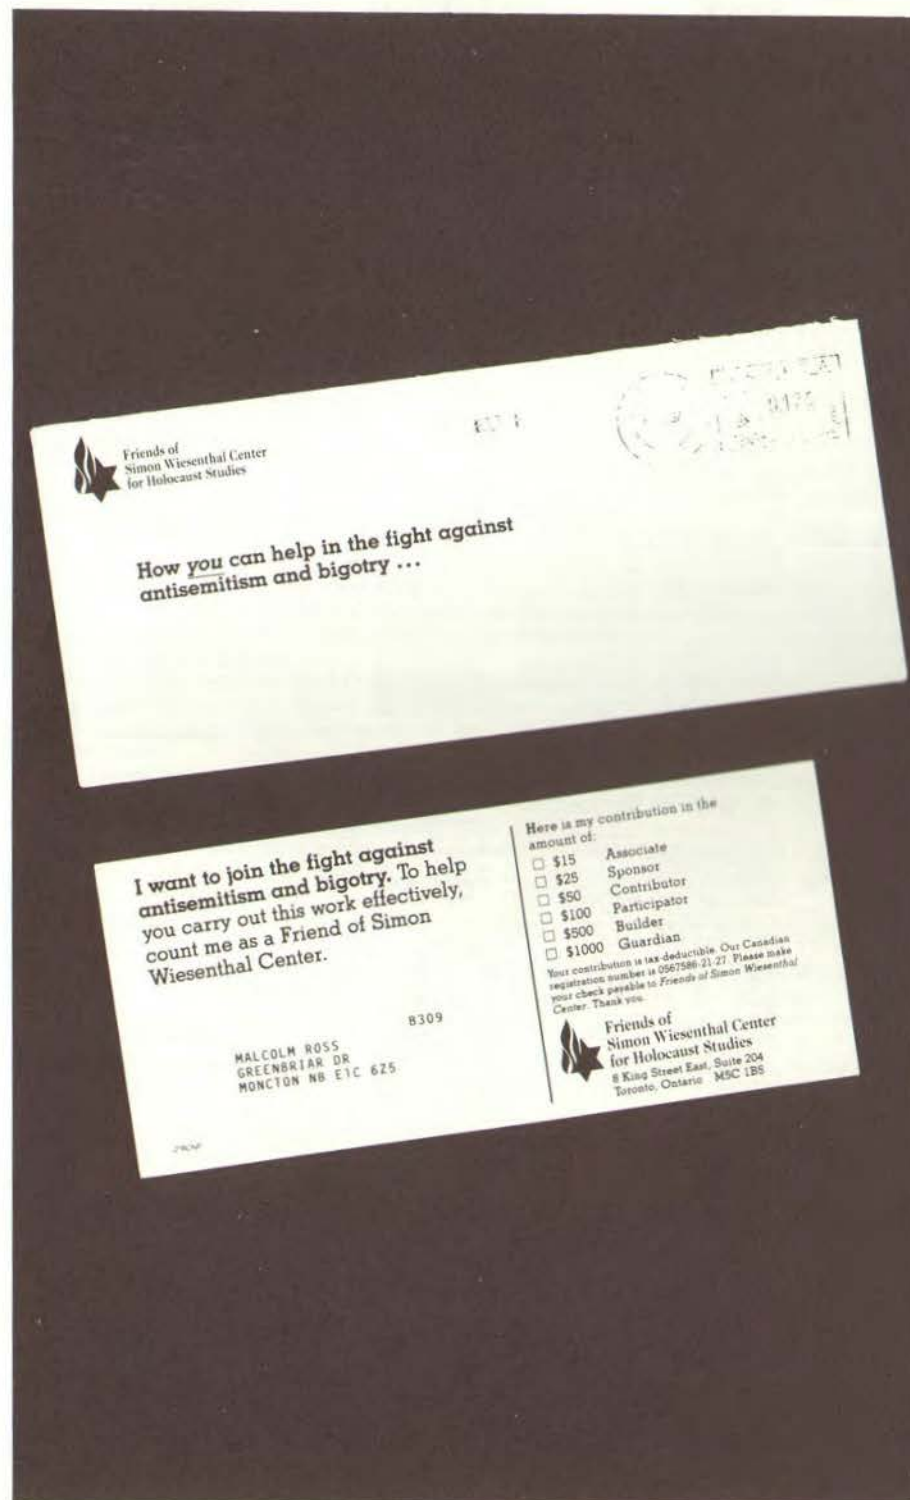 Friends of
Simon Wiesenthal Center
for Holocaust Studies
How you can help in the fight against
antisemitism and bigotry ...
I want to join the fight against
antisemitism and bigotry. To help
you carry out this work effectively,
count me as a Friend of Simon
Wiesenthal Center.
8309
MALCOLM ROSS
GREENBRIAR DR
MONCTON NB E1C 6Z5
Here is my contribution in the
amount of:
□ $15 Associate
□ $25 Sponsor
□ $50 Contributor
□ $100 Participator
□ $500 Builder
□ $1000 Guardian
Your contribution is tax-deductible. Our Canadian
registration number is 0567586-21-27. Please make
your check payable to Friends of Simon Wiesenthal
Center. Thank you.
Friends of
Simon Wiesenthal Center
for Holocaust Studies
8 King Street East, Suite 204
Toronto, Ontario M5C 1B5